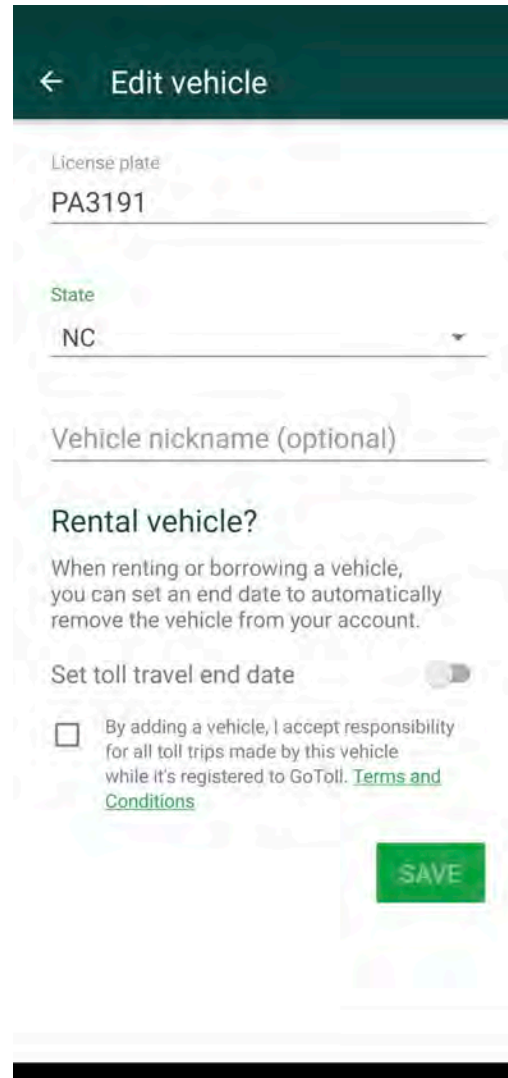 Edit vehicle
License plate
PA3191
State
NC
Vehicle nickname (optional)
Rental vehicle?
When renting or borrowing a vehicle,
you can set an end date to automatically
remove the vehicle from your account.
Set toll travel end date
By adding a vehicle, I accept responsibility
for all toll trips made by this vehicle
while it's registered to GoToll. Terms and
Conditions
SAVE